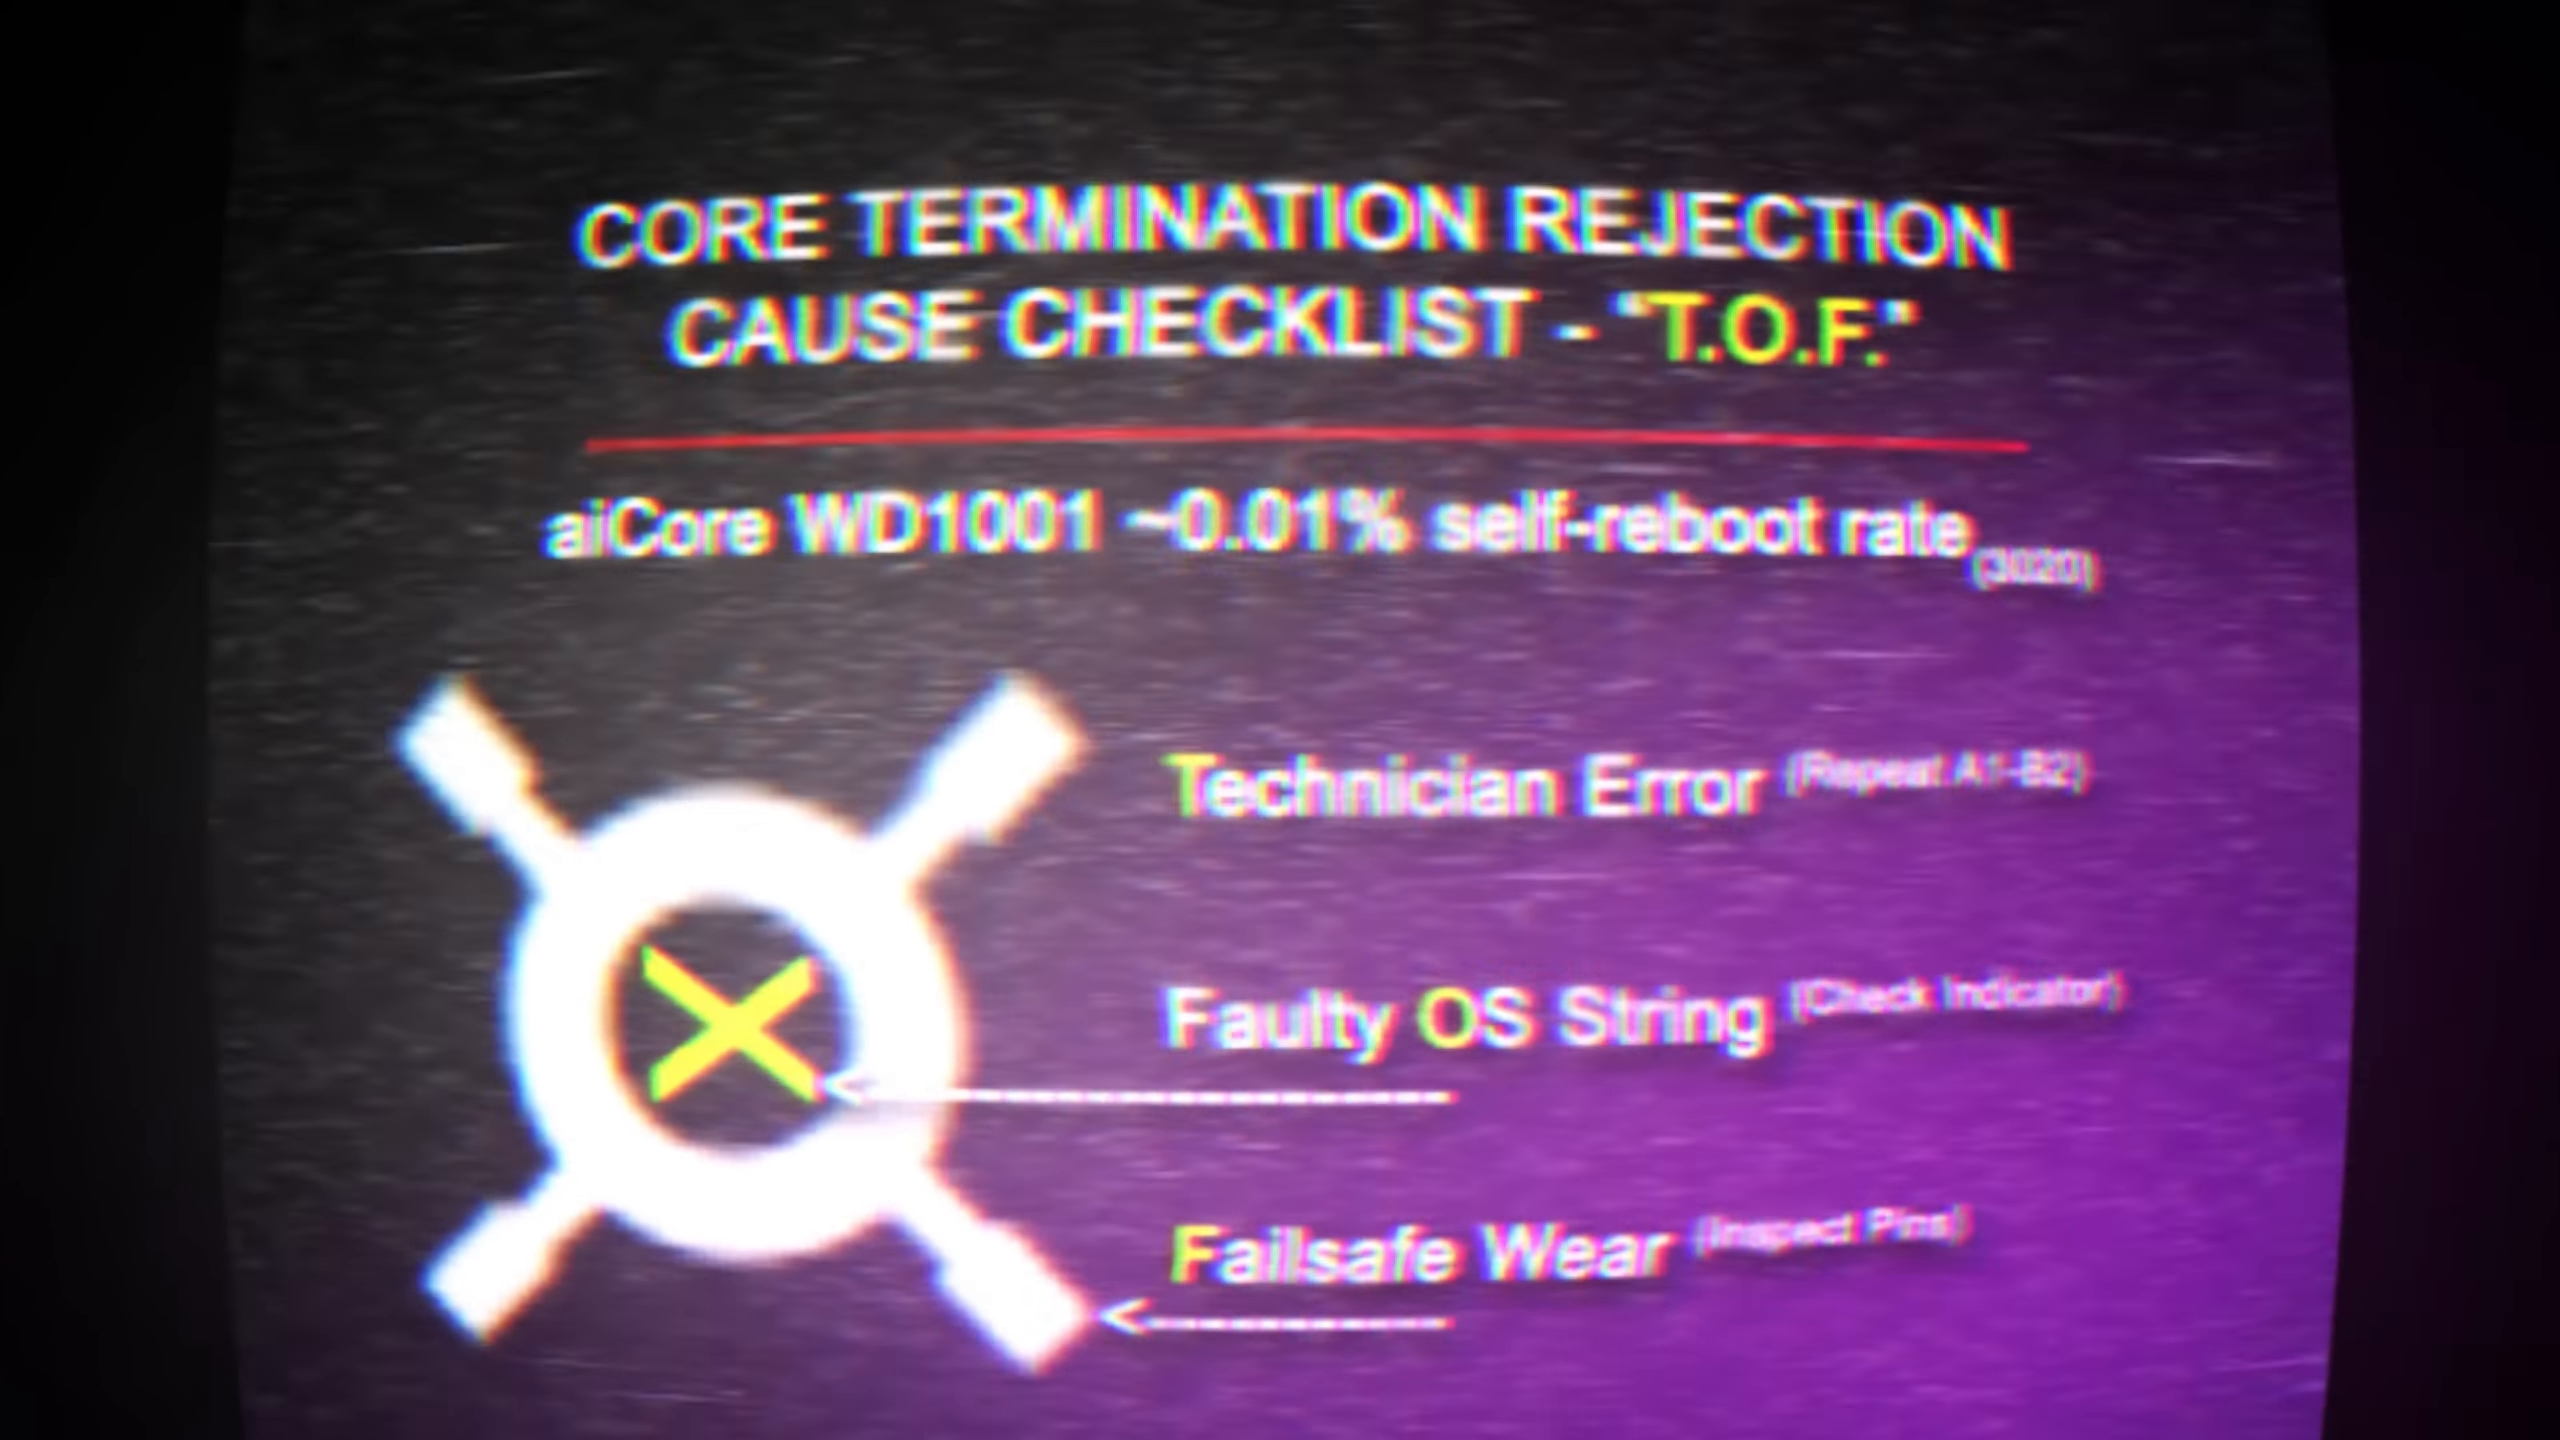 CORE TERMINATION REJECTION
CAUSE CHECKLIST - "T.O.F."
aiCore WD1001 ~0.01% self-reboot rate (3020)
Technician Error (Repeat A1-B2)
Faulty OS String (Check Indicator)
Failsafe Wear (Inspect Pins)